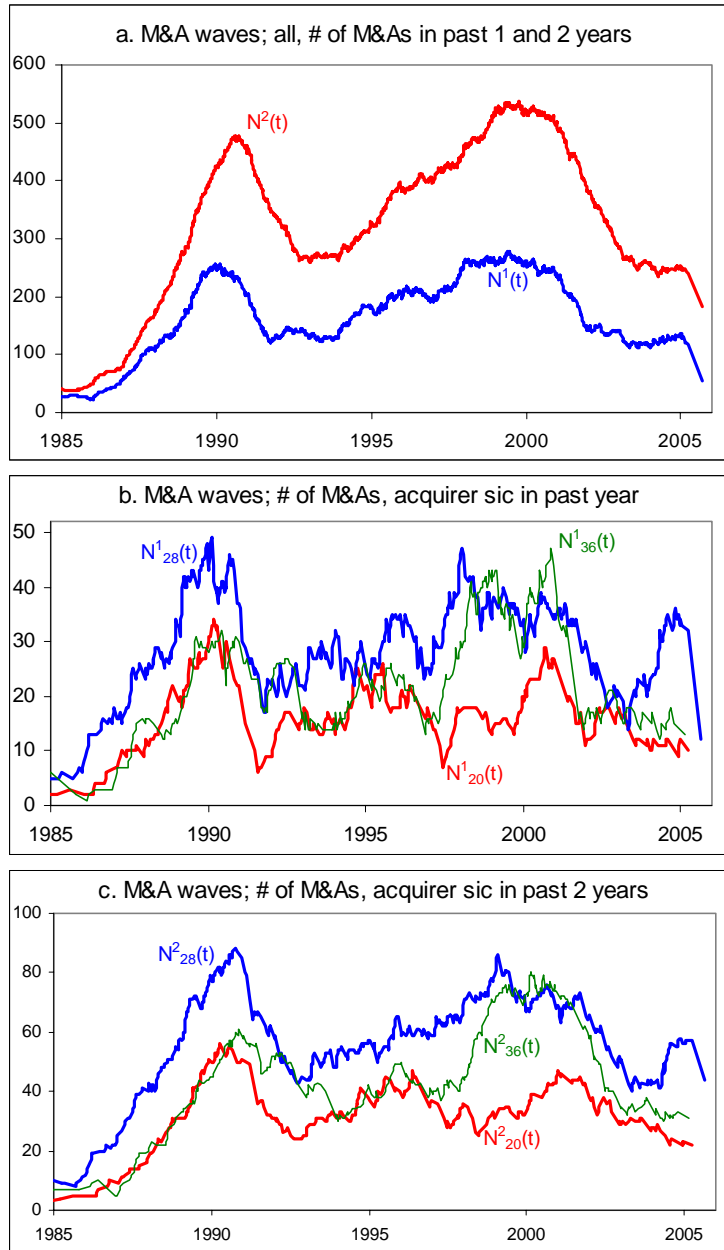 a. M&A waves; all, # of M&As in past 1 and 2 years
600
500
400
300
200
100
0
N²(t)
N¹(t)
1985 1990 1995 2000 2005
b. M&A waves; # of M&As, acquirer sic in past year
50
40
30
20
10
0
N¹₂₈(t)
N¹₃₆(t)
N¹₂₀(t)
1985 1990 1995 2000 2005
c. M&A waves; # of M&As, acquirer sic in past 2 years
100
80
60
40
20
0
N²₂₈(t)
N²₃₆(t)
N²₂₀(t)
1985 1990 1995 2000 2005